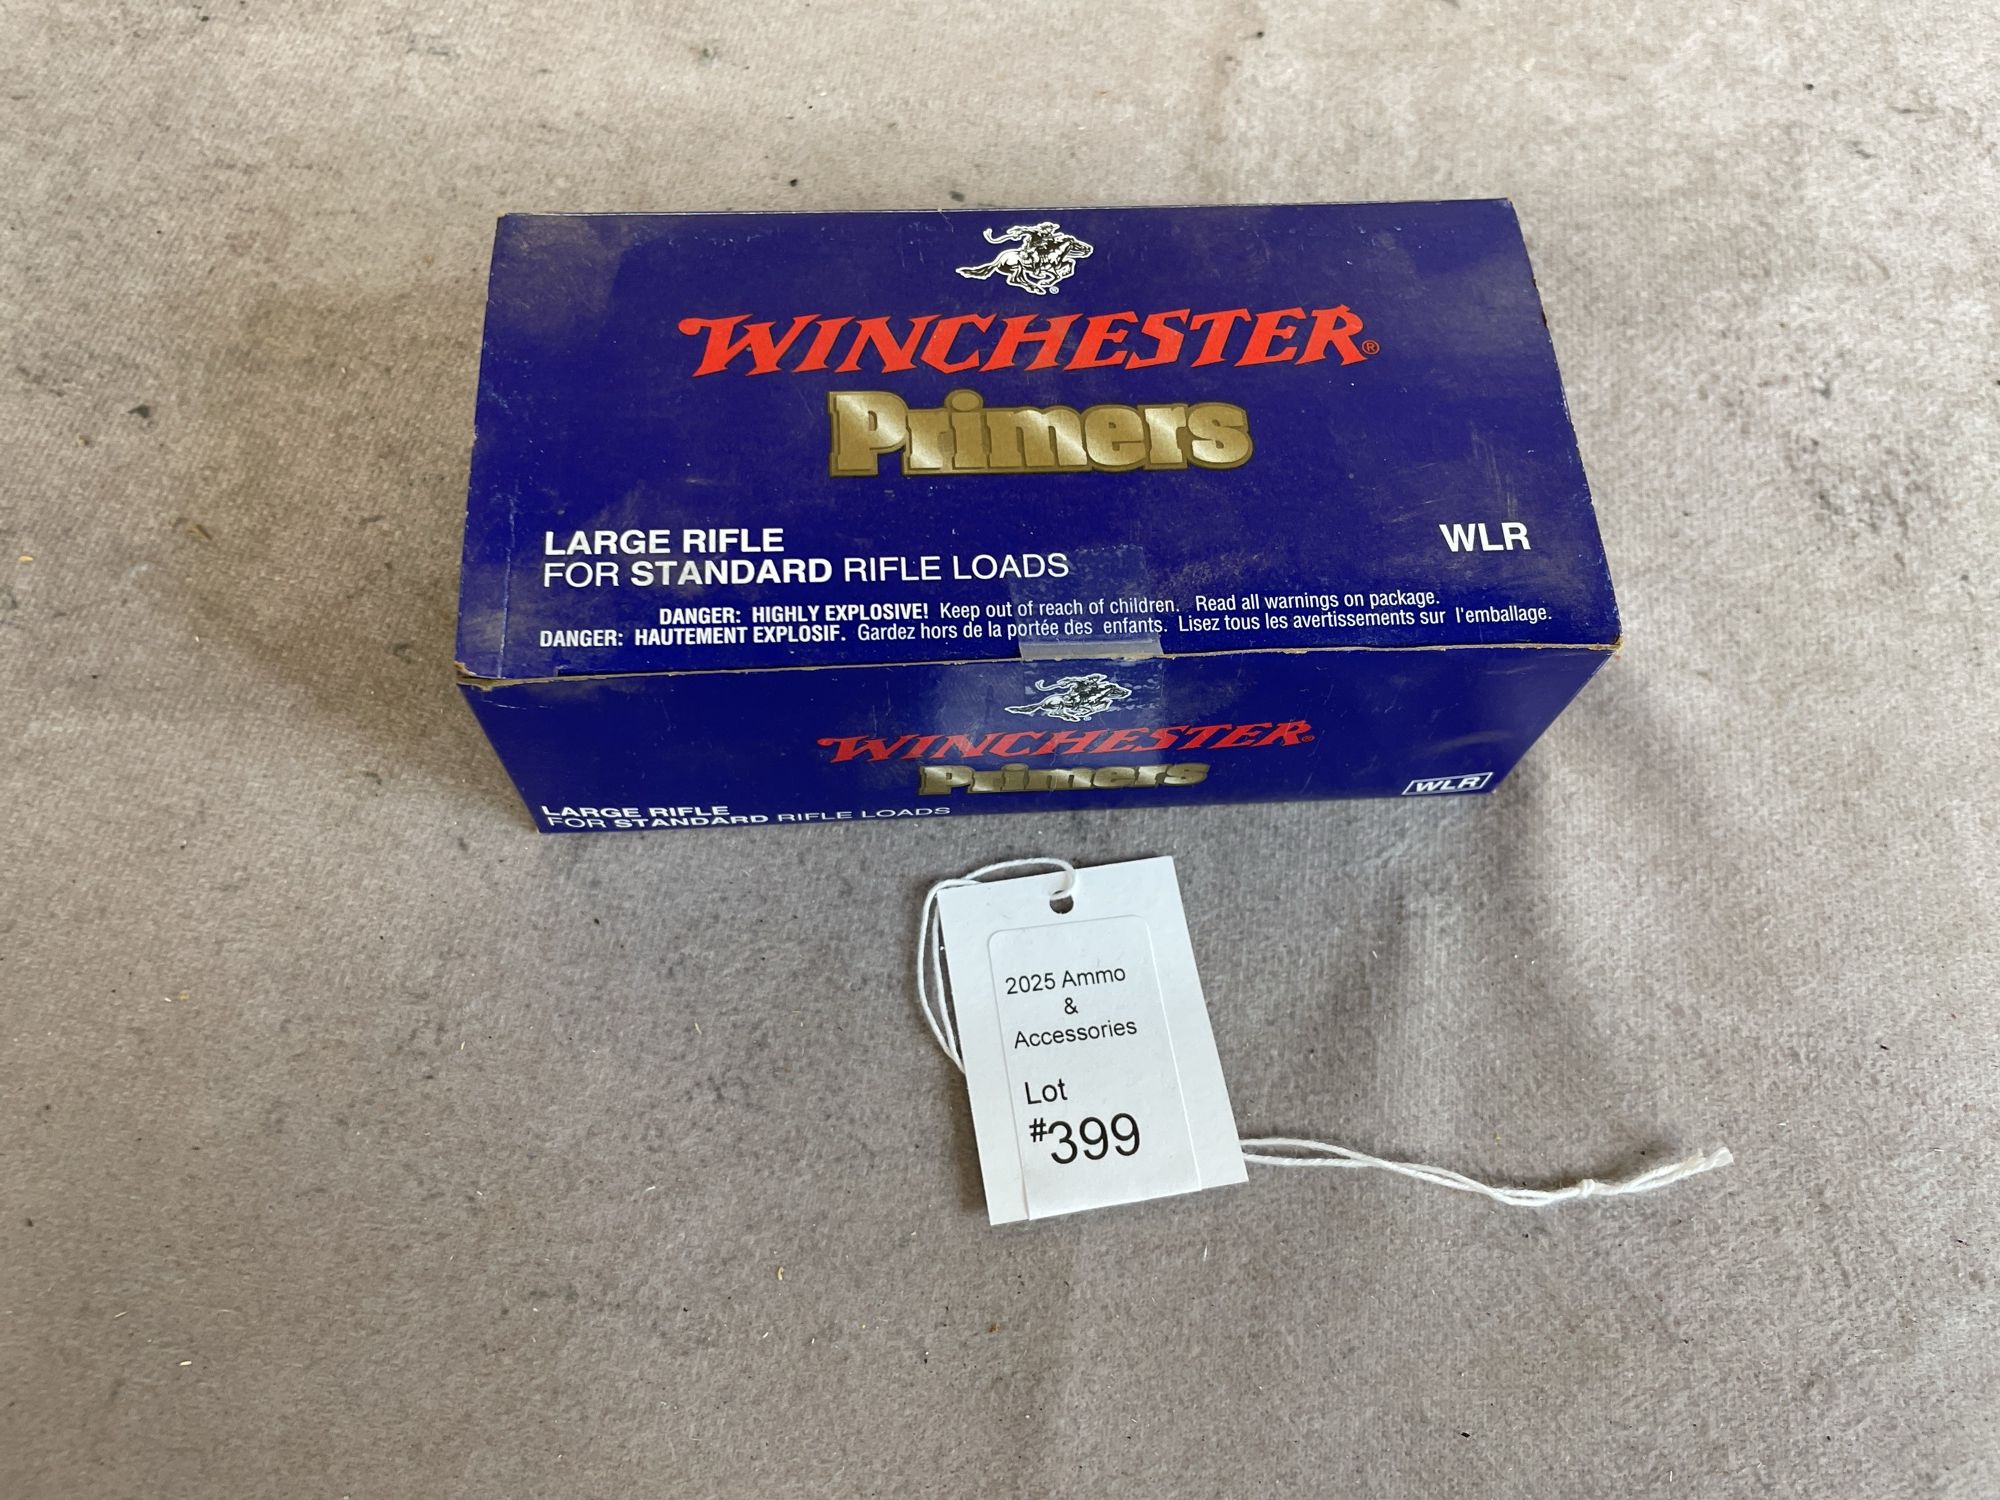 WINCHESTER®
Primers
LARGE RIFLE
FOR STANDARD RIFLE LOADS
WLR
DANGER: HIGHLY EXPLOSIVE! Keep out of reach of children. Read all warnings on package.
DANGER: HAUTEMENT EXPLOSIF. Gardez hors de la portée des enfants. Lisez tous les avertissements sur l'emballage.
WINCHESTER®
Primers
LARGE RIFLE
FOR STANDARD RIFLE LOADS
WLR
2025 Ammo
&
Accessories
Lot
#399